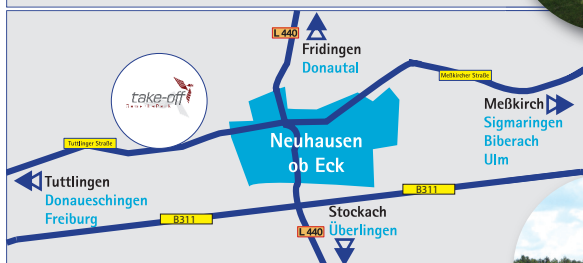 L 440
Fridingen
Donautal
Meßkircher Straße
take-off
Meßkirch
Sigmaringen
Biberach
Ulm
Tuttlinger Straße
Neuhausen
ob Eck
Tuttlingen
Donaueschingen
Freiburg
B311
B311
Stockach
Überlingen
L 440